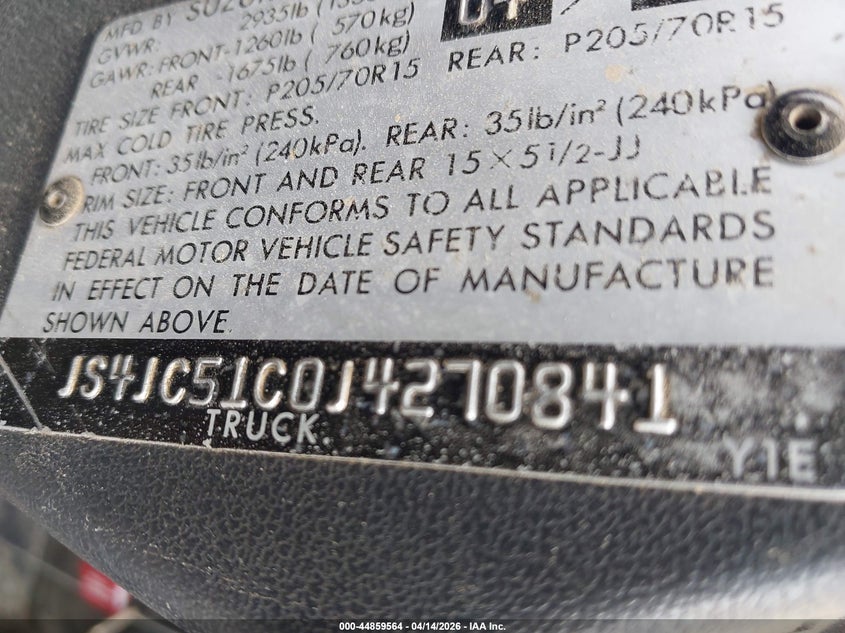 MFD. BY SUZU
GVWR: 2935lb (
GAWR: FRONT-1260lb ( 570kg)
REAR -1675lb ( 760kg)
TIRE SIZE FRONT: P205/70R15 REAR: P205/70R15
MAX COLD TIRE PRESS.
FRONT: 35lb/in² (240kPa). REAR: 35lb/in² (240kPa)
RIM SIZE: FRONT AND REAR 15×5 1/2-JJ
THIS VEHICLE CONFORMS TO ALL APPLICABLE
FEDERAL MOTOR VEHICLE SAFETY STANDARDS
IN EFFECT ON THE DATE OF MANUFACTURE
SHOWN ABOVE.
JS4JC51C0J4270841
TRUCK.
Y1E
000-44859564 | 04/14/2026 - IAA Inc.